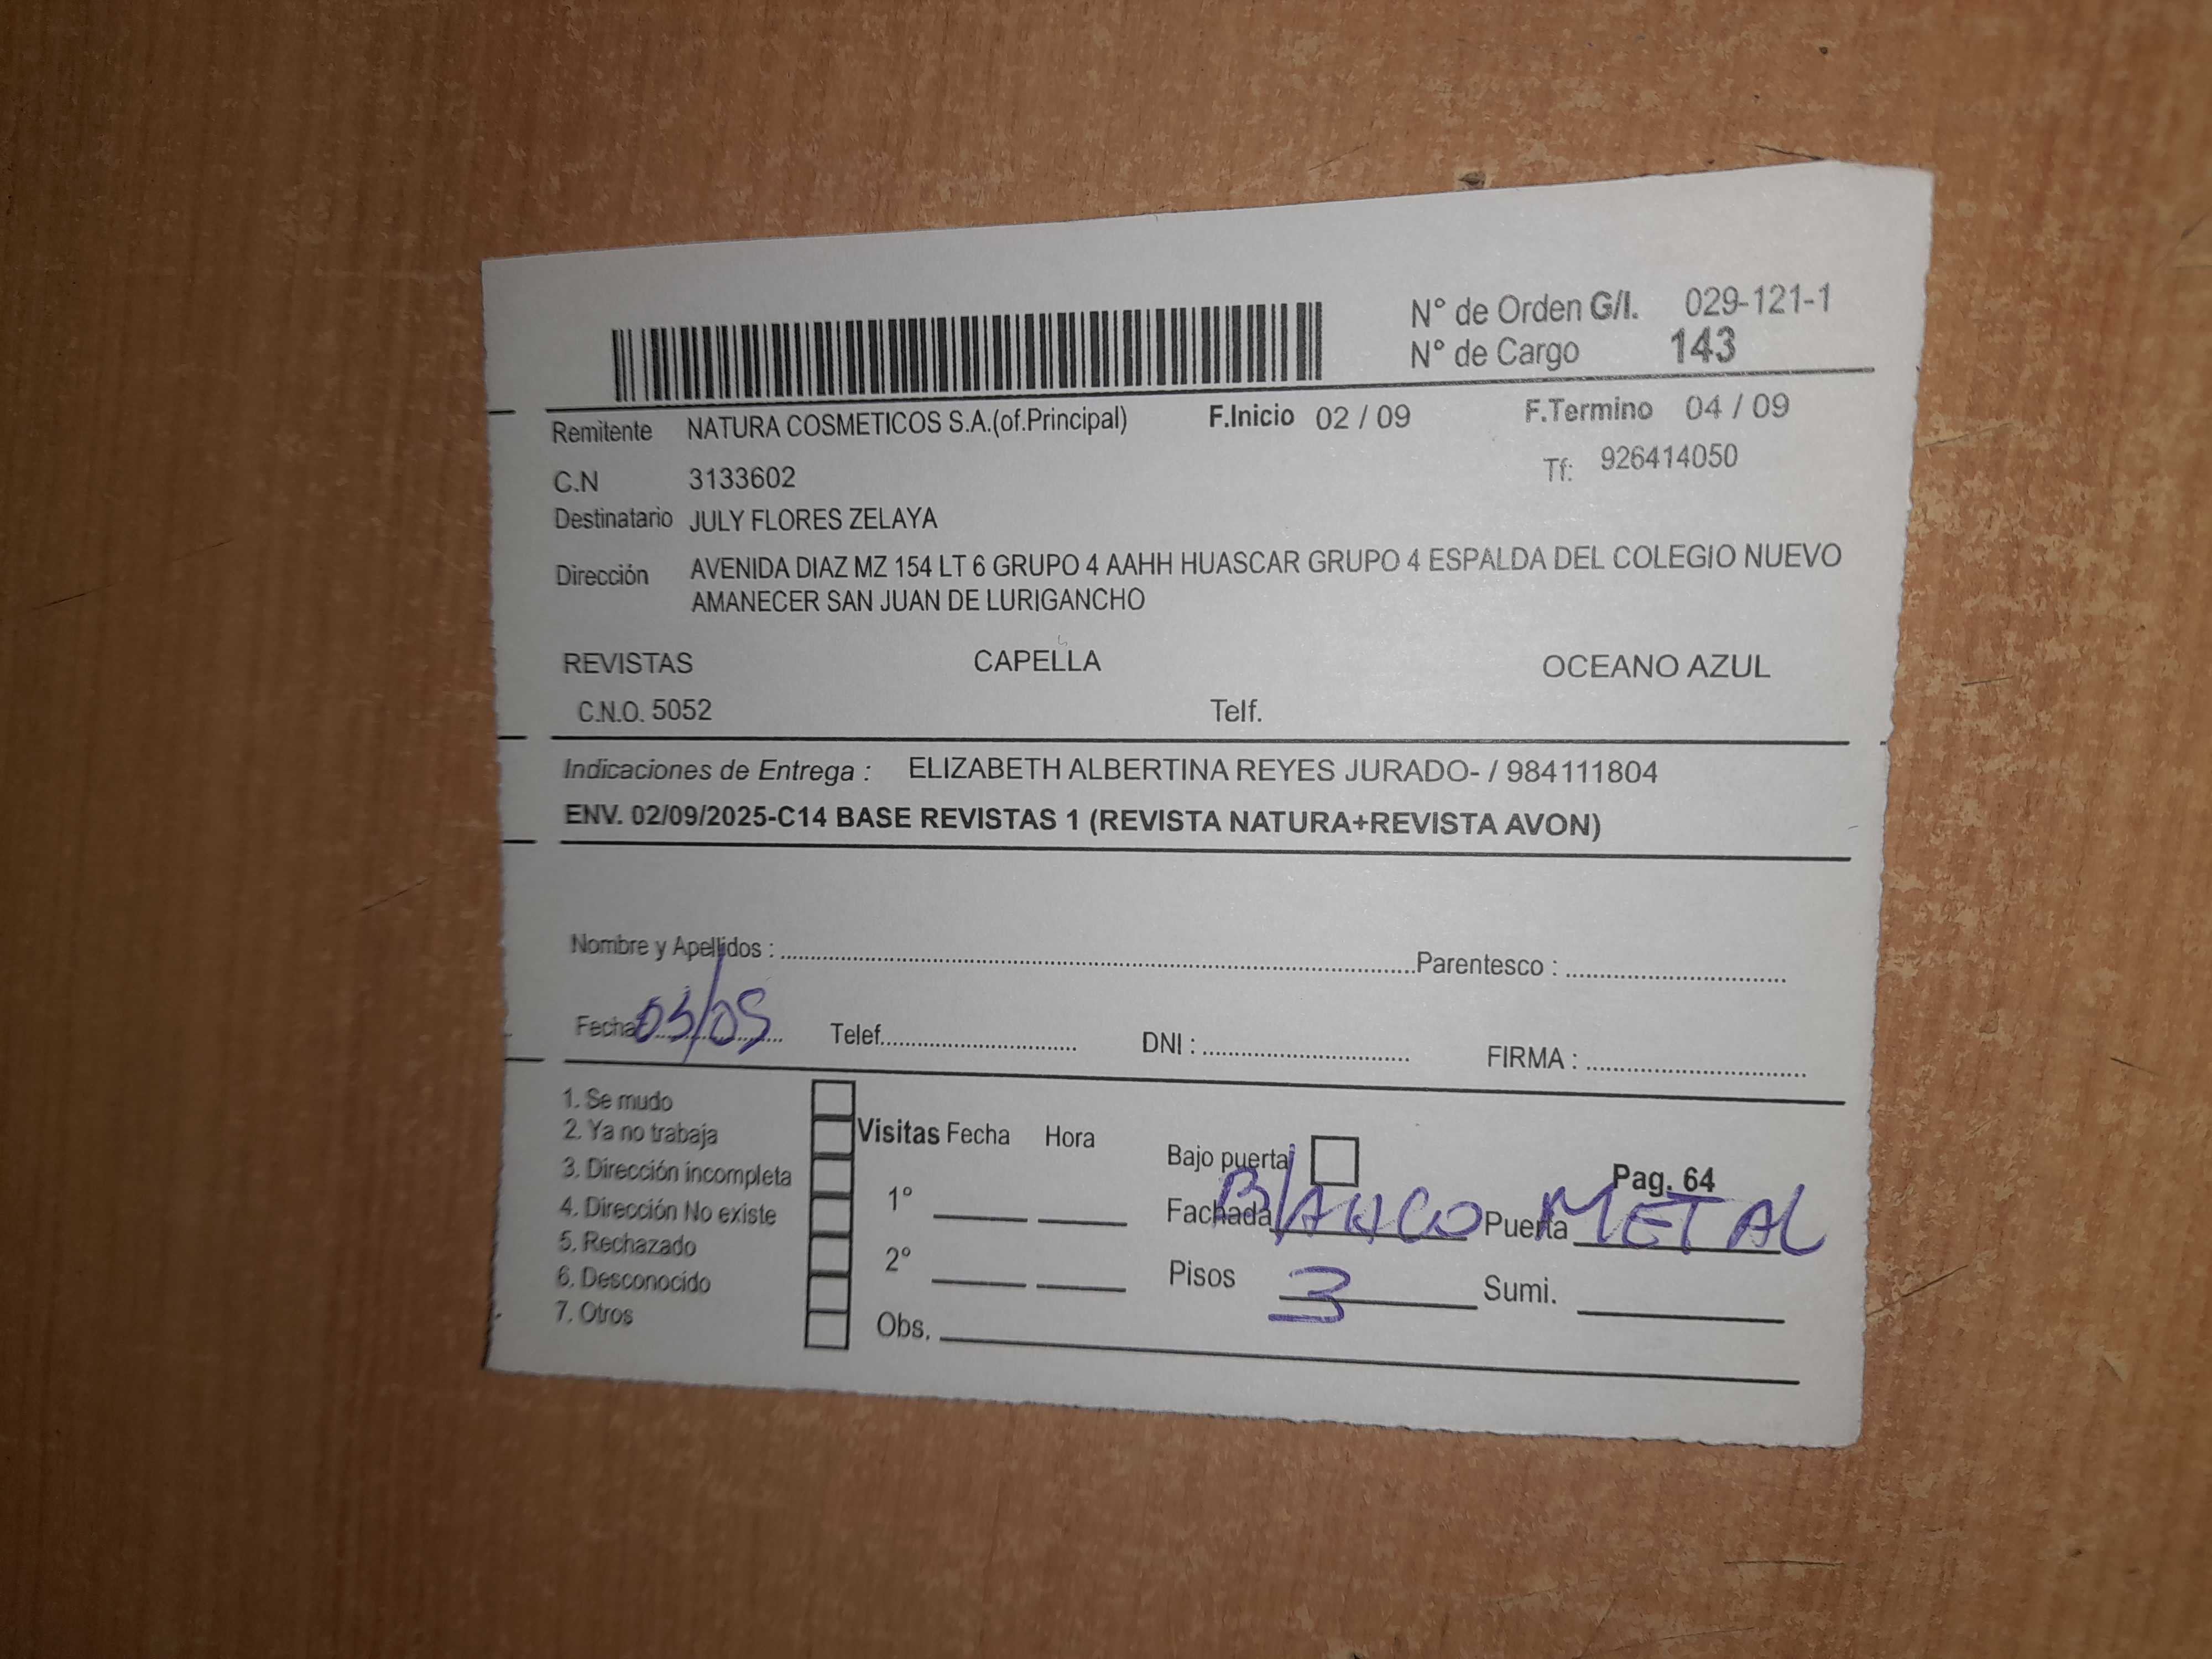 N° de Orden G/I. 029-121-1
N° de Cargo 143
Remitente NATURA COSMETICOS S.A.(of.Principal) F.Inicio 02 / 09 F.Termino 04 / 09
C.N 3133602 Tf: 926414050
Destinatario JULY FLORES ZELAYA
Dirección AVENIDA DIAZ MZ 154 LT 6 GRUPO 4 AAHH HUASCAR GRUPO 4 ESPALDA DEL COLEGIO NUEVO
AMANECER SAN JUAN DE LURIGANCHO
REVISTAS CAPELLA OCEANO AZUL
C.N.O. 5052 Telf.
Indicaciones de Entrega : ELIZABETH ALBERTINA REYES JURADO- / 984111804
ENV. 02/09/2025-C14 BASE REVISTAS 1 (REVISTA NATURA+REVISTA AVON)
Nombre y Apellidos : Parentesco :
Fecha Telef. DNI : FIRMA :
1. Se mudo
2. Ya no trabaja Visitas Fecha Hora Bajo puerta
3. Dirección incompleta Pag. 64
4. Dirección No existe 1° Fachada BlANCO Puerta METAL
5. Rechazado
6. Desconocido 2° Pisos 3 Sumi.
7. Otros Obs.